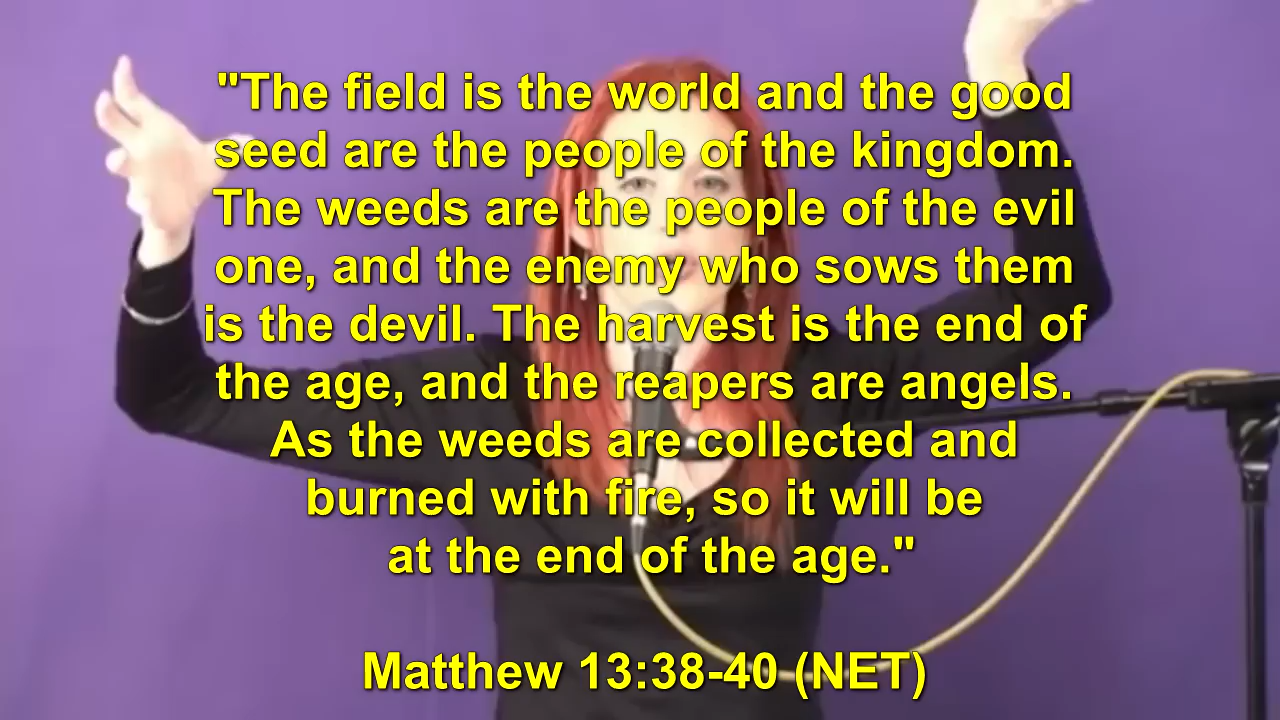 "The field is the world and the good
seed are the people of the kingdom.
The weeds are the people of the evil
one, and the enemy who sows them
is the devil. The harvest is the end of
the age, and the reapers are angels.
As the weeds are collected and
burned with fire, so it will be
at the end of the age."
Matthew 13:38-40 (NET)